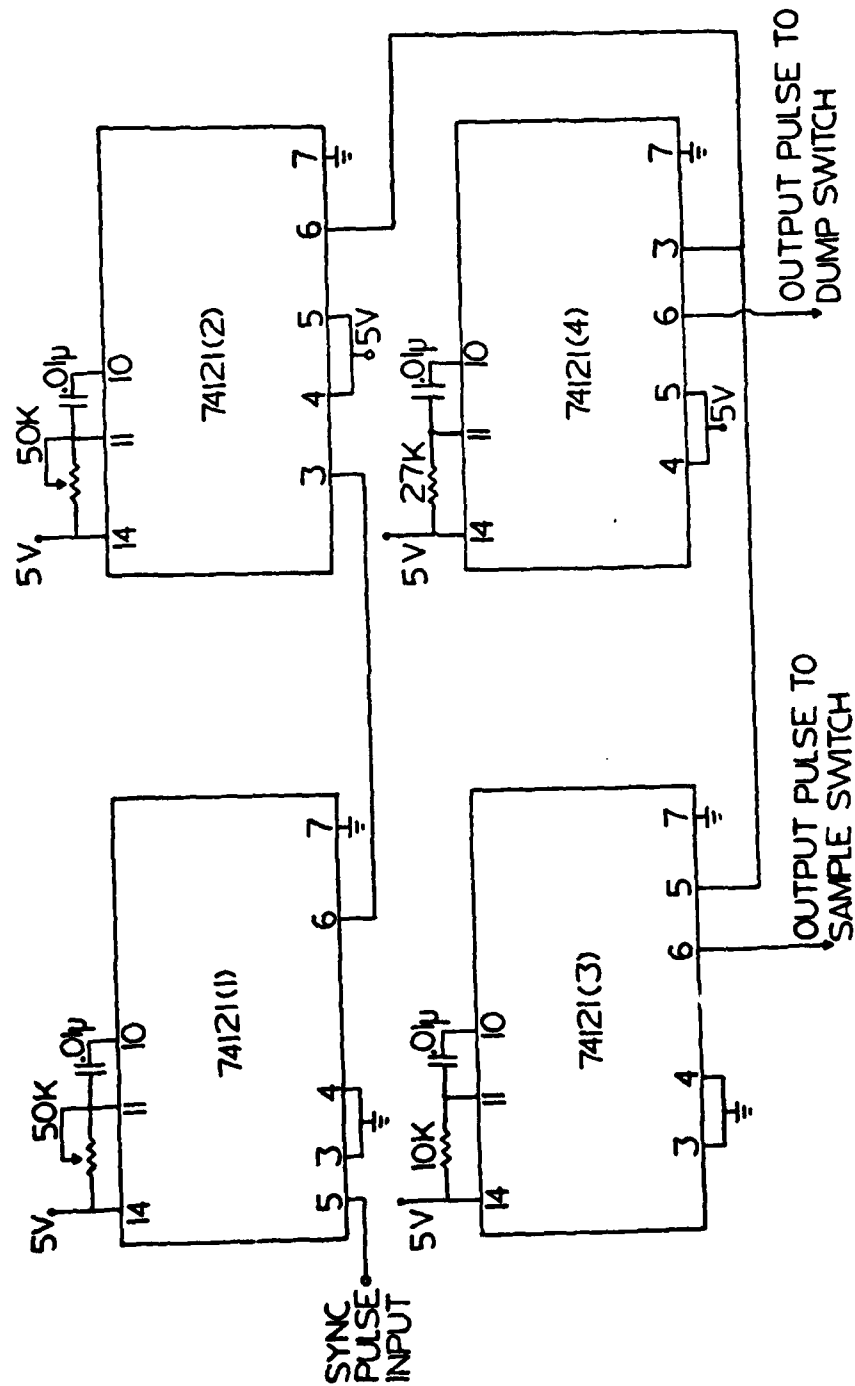 5V
50K
.01µ
14
11
10
74121(1)
5
3
4
6
7
SYNC
PULSE
INPUT
5V
50K
.01µ
14
11
10
74121(2)
3
4
5
6
7
5V
5V
10K
.01µ
14
11
10
74121(3)
3
4
6
5
7
OUTPUT PULSE TO
SAMPLE SWITCH
5V
27K
.01µ
14
11
10
74121(4)
4
5
6
3
7
5V
OUTPUT PULSE TO
DUMP SWITCH